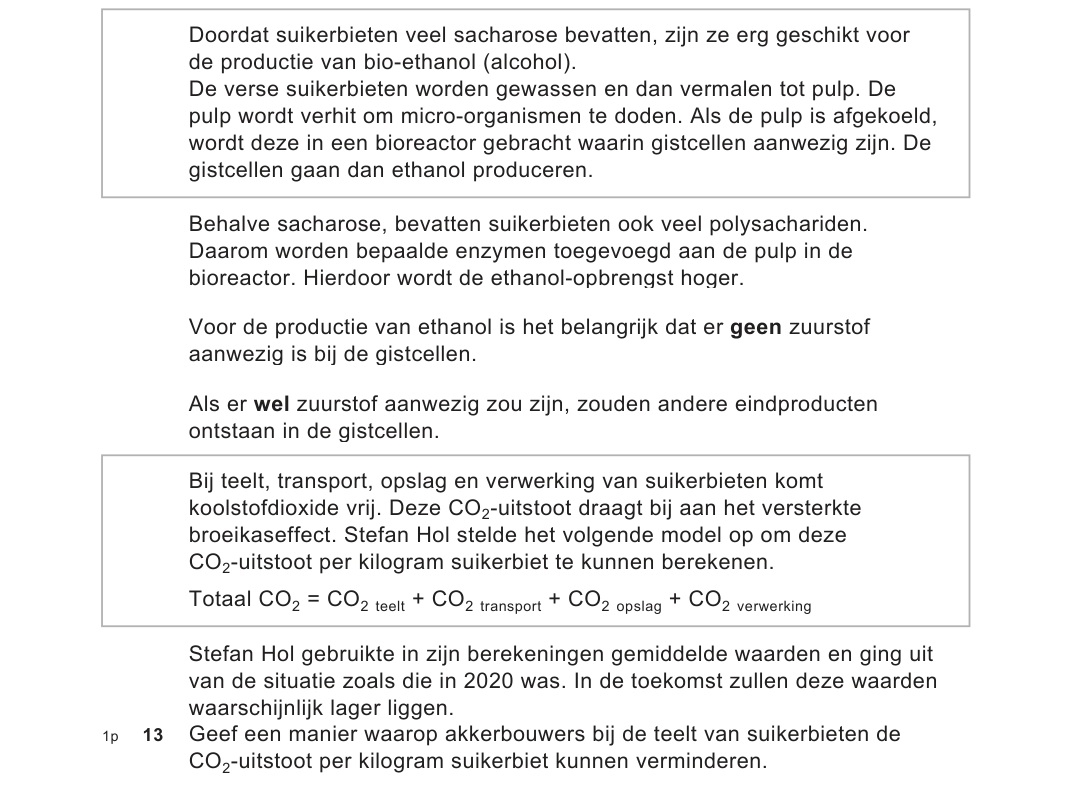 Doordat suikerbieten veel sacharose bevatten, zijn ze erg geschikt voor
de productie van bio-ethanol (alcohol).
De verse suikerbieten worden gewassen en dan vermalen tot pulp. De
pulp wordt verhit om micro-organismen te doden. Als de pulp is afgekoeld,
wordt deze in een bioreactor gebracht waarin gistcellen aanwezig zijn. De
gistcellen gaan dan ethanol produceren.
Behalve sacharose, bevatten suikerbieten ook veel polysachariden.
Daarom worden bepaalde enzymen toegevoegd aan de pulp in de
bioreactor. Hierdoor wordt de ethanol-opbrengst hoger.
Voor de productie van ethanol is het belangrijk dat er geen zuurstof
aanwezig is bij de gistcellen.
Als er wel zuurstof aanwezig zou zijn, zouden andere eindproducten
ontstaan in de gistcellen.
Bij teelt, transport, opslag en verwerking van suikerbieten komt
koolstofdioxide vrij. Deze CO₂-uitstoot draagt bij aan het versterkte
broeikaseffect. Stefan Hol stelde het volgende model op om deze
CO₂-uitstoot per kilogram suikerbiet te kunnen berekenen.
Totaal CO₂ = CO₂ teelt + CO₂ transport + CO₂ opslag + CO₂ verwerking
Stefan Hol gebruikte in zijn berekeningen gemiddelde waarden en ging uit
van de situatie zoals die in 2020 was. In de toekomst zullen deze waarden
waarschijnlijk lager liggen.
1p 13 Geef een manier waarop akkerbouwers bij de teelt van suikerbieten de
CO₂-uitstoot per kilogram suikerbiet kunnen verminderen.